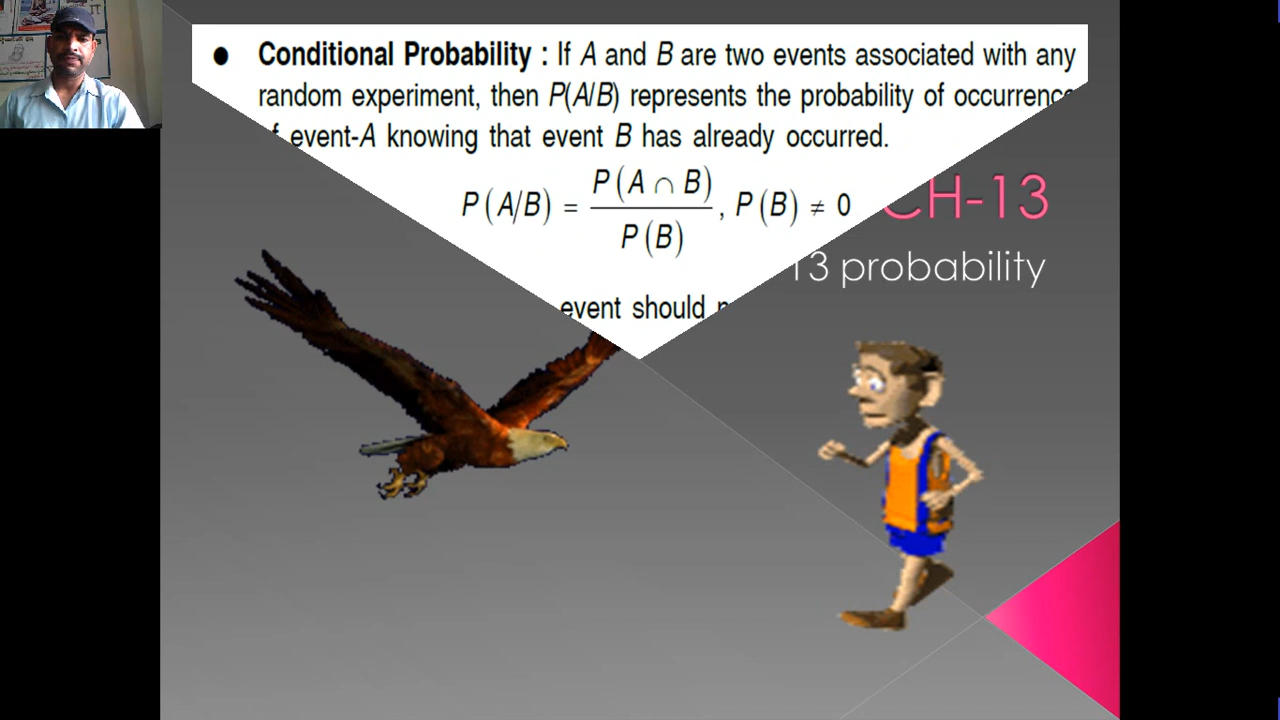 ● Conditional Probability : If A and B are two events associated with any
random experiment, then P(A/B) represents the probability of occurrence
of event-A knowing that event B has already occurred.
P(A/B) = P(A ∩ B) / P(B) , P(B) ≠ 0
CH-13
13 probability
event should